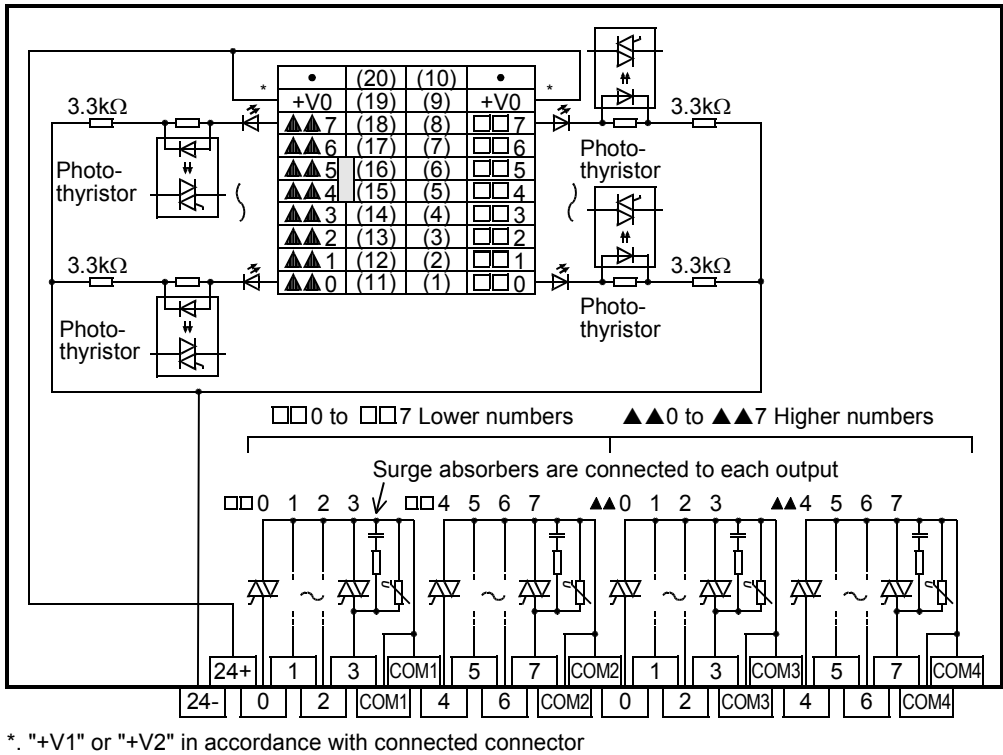 • (20) (10) •
* +V0 (19) (9) +V0 *
3.3kΩ ▲▲7 (18) (8) □□7 3.3kΩ
▲▲6 (17) (7) □□6
▲▲5 (16) (6) □□5
▲▲4 (15) (5) □□4
▲▲3 (14) (4) □□3
▲▲2 (13) (3) □□2
▲▲1 (12) (2) □□1
3.3kΩ ▲▲0 (11) (1) □□0 3.3kΩ
Photo-
thyristor
Photo-
thyristor
Photo-
thyristor
Photo-
thyristor
□□0 to □□7 Lower numbers ▲▲0 to ▲▲7 Higher numbers
Surge absorbers are connected to each output
□□0 1 2 3 □□4 5 6 7 ▲▲0 1 2 3 ▲▲4 5 6 7
u u u u
24+ 1 3 COM1 5 7 COM2 1 3 COM3 5 7 COM4
24- 0 2 COM1 4 6 COM2 0 2 COM3 4 6 COM4
*. "+V1" or "+V2" in accordance with connected connector